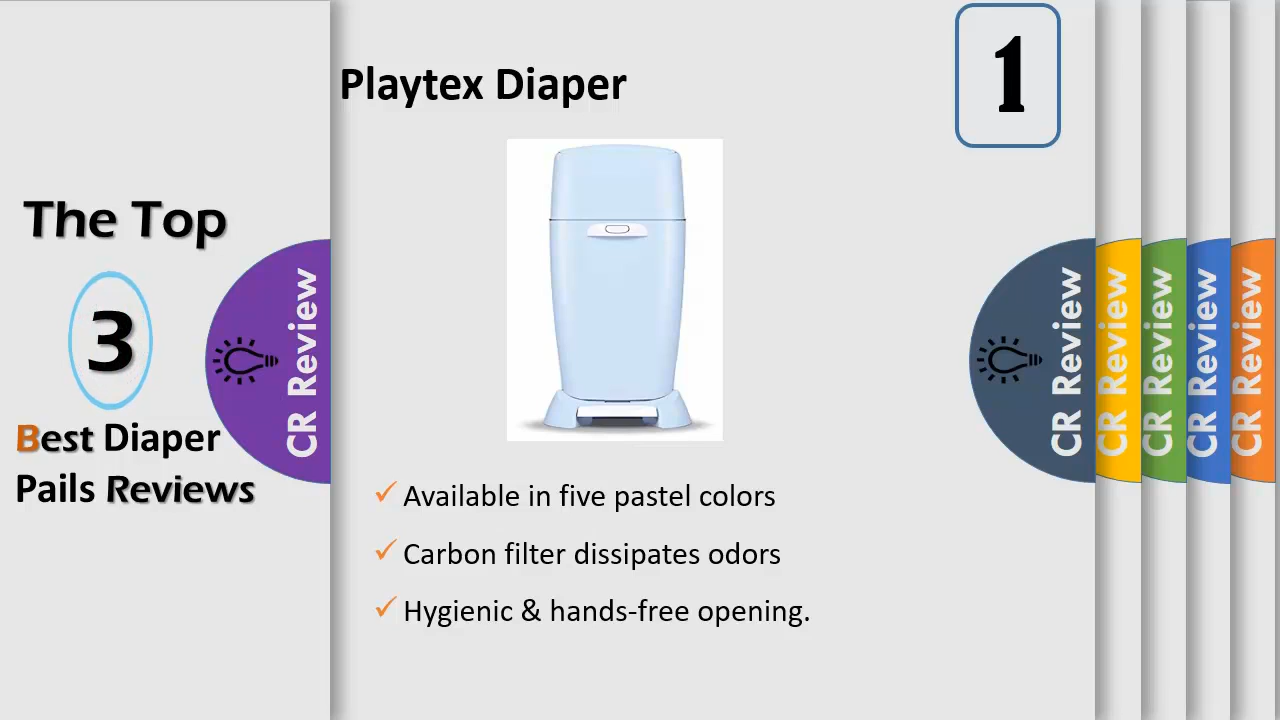 The Top
3
Best Diaper
Pails Reviews
CR Review
Playtex Diaper
1
Available in five pastel colors
Carbon filter dissipates odors
Hygienic & hands-free opening.
CR Review
CR Review
CR Review
CR Review
CR Review